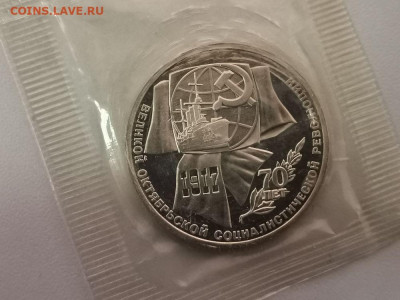 COINS.LAVE.RU
1917
70
ЛЕТ
ВЕЛИКОЙ ОКТЯБРЬСКОЙ СОЦИАЛИСТИЧЕСКОЙ РЕВОЛЮЦИИ